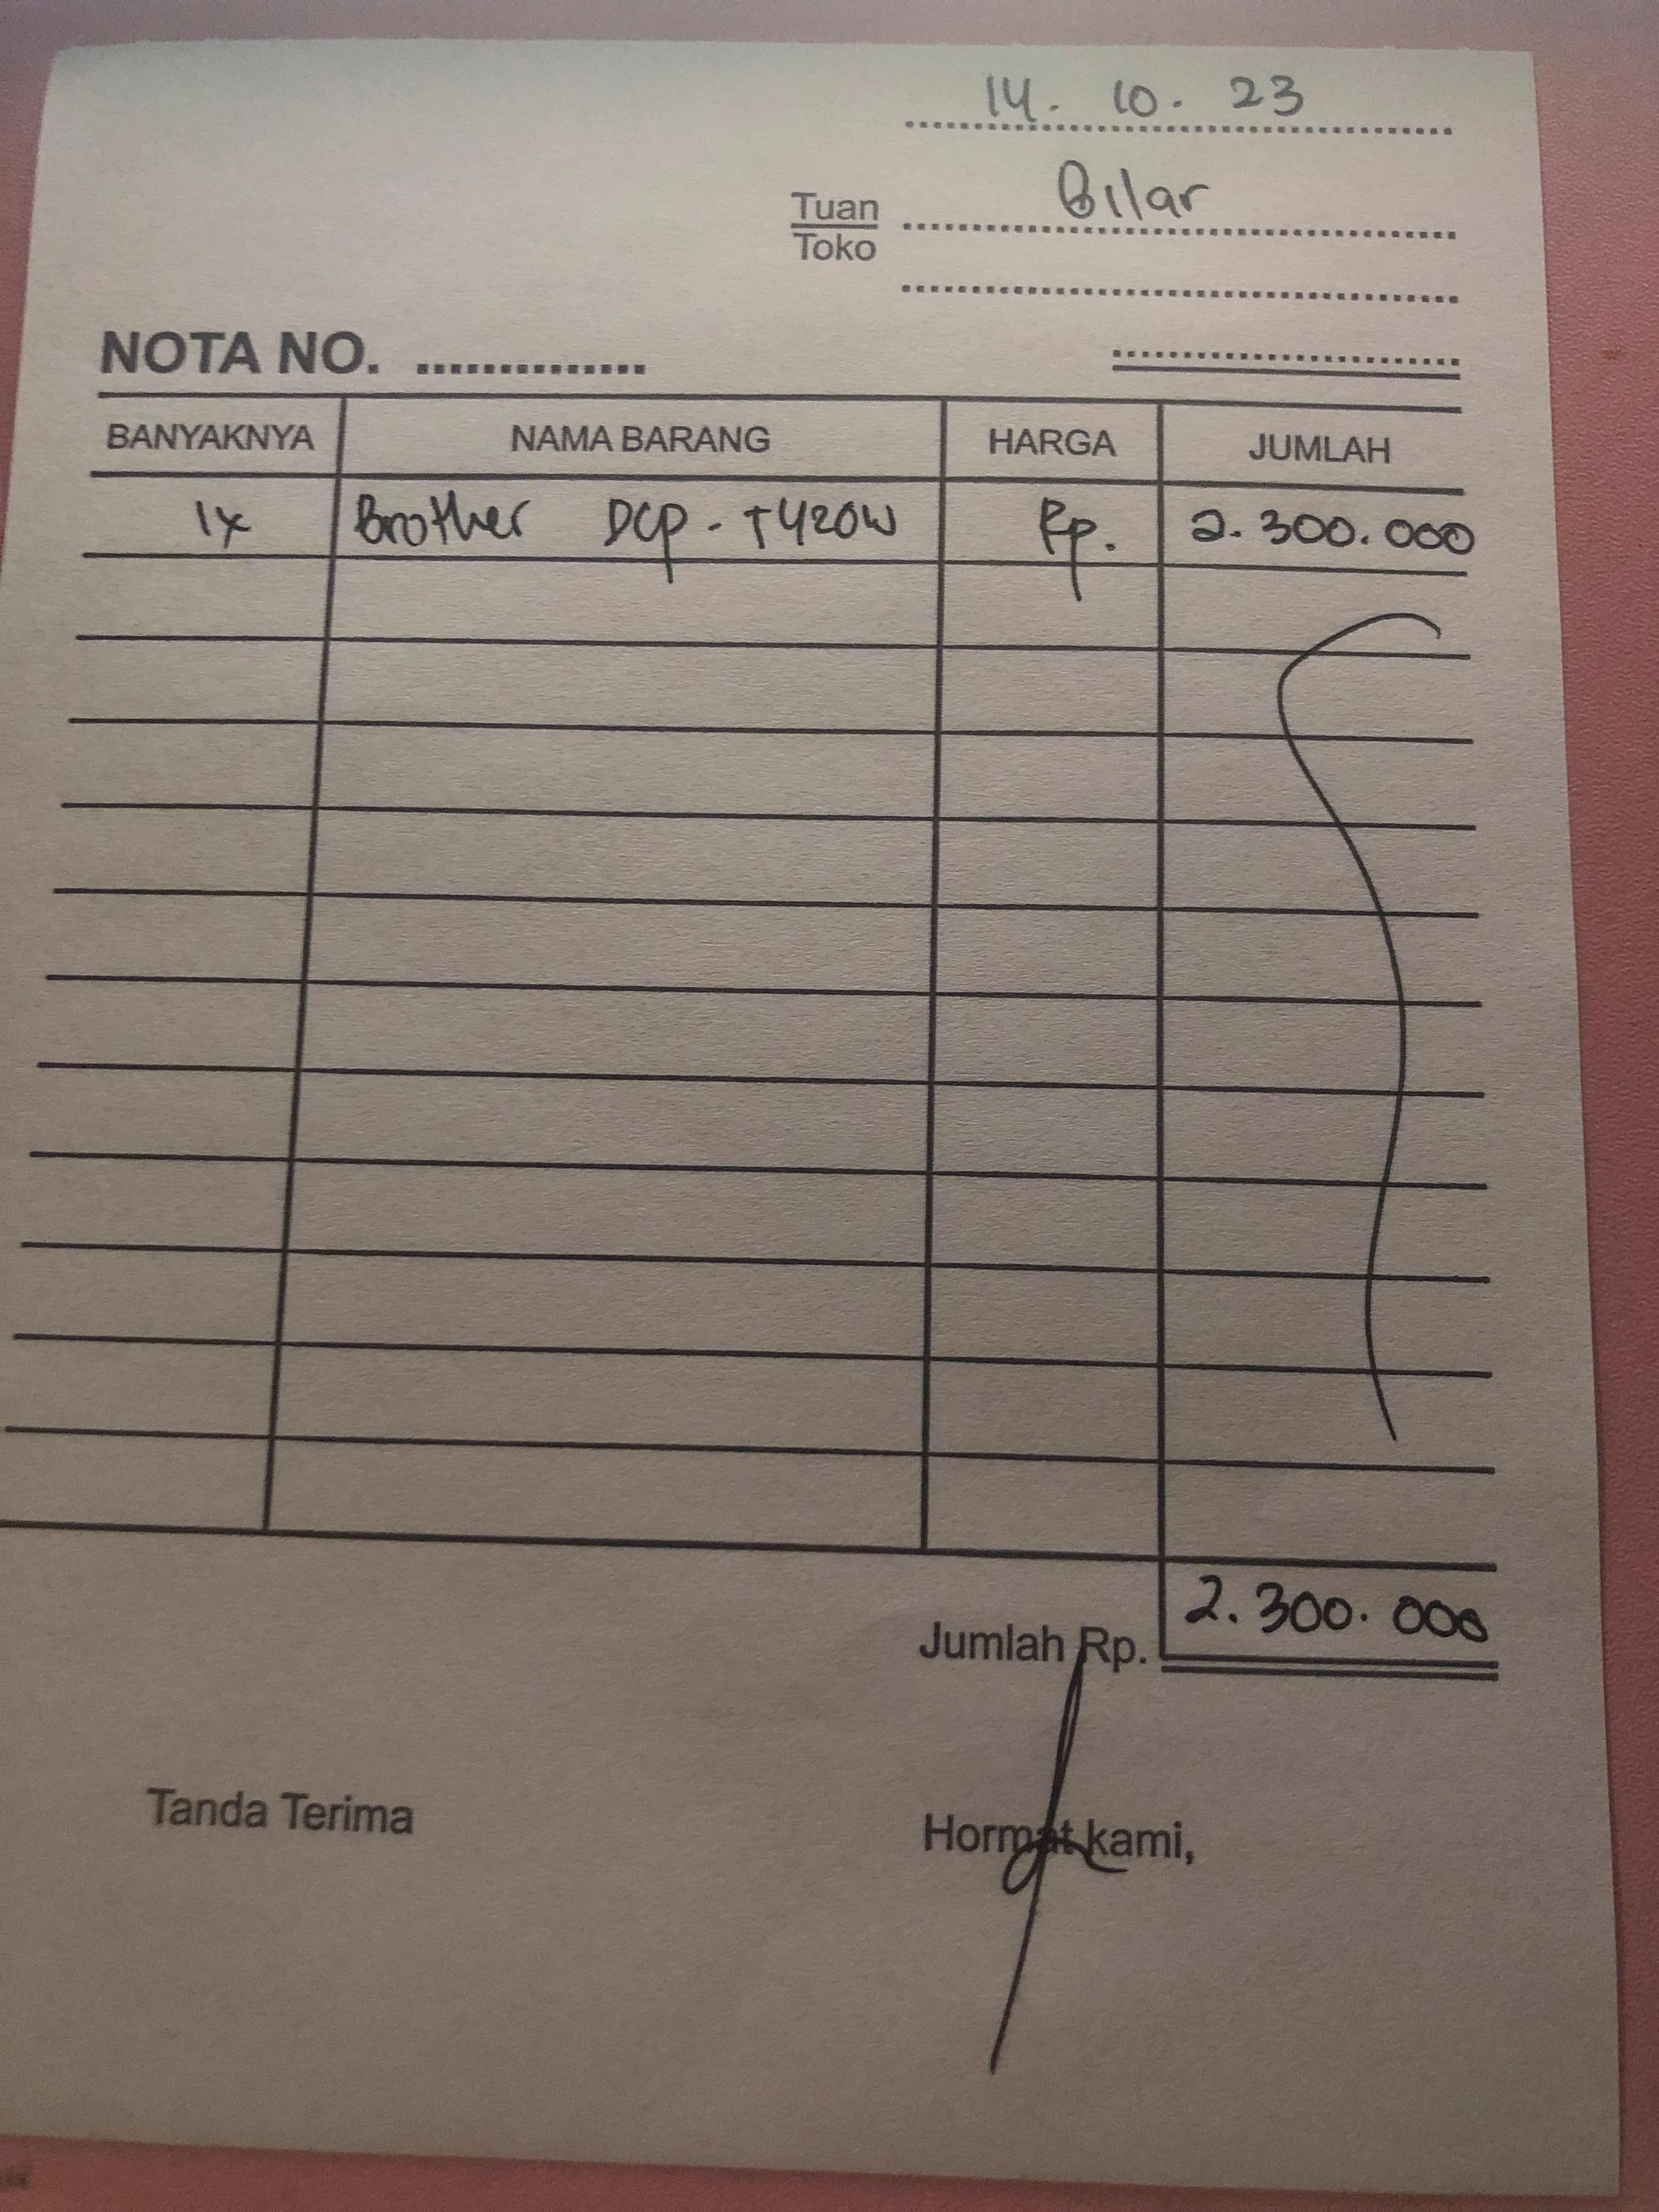 14. 10. 23
Tuan Bilar
Toko
NOTA NO. ..............
BANYAKNYA NAMA BARANG HARGA JUMLAH
1x Brother DCP - T420W Rp. 2.300.000
Jumlah Rp. 2.300.000
Tanda Terima Hormat kami,